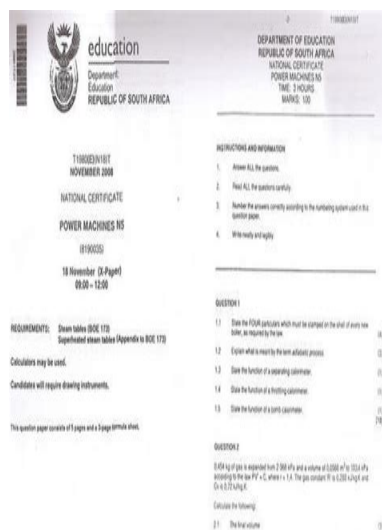 education
Department:
Education
REPUBLIC OF SOUTH AFRICA
T1980(E)(N18)T
NOVEMBER 2008
NATIONAL CERTIFICATE
POWER MACHINES N5
(8190035)
18 November (X-Paper)
09:00 – 12:00
REQUIREMENTS: Steam tables (BOE 173)
Superheated steam tables (Appendix to BOE 173)
Calculators may be used.
Candidates will require drawing instruments.
This question paper consists of 5 pages and a 3-page formula sheet.
DEPARTMENT OF EDUCATION
REPUBLIC OF SOUTH AFRICA
NATIONAL CERTIFICATE
POWER MACHINES N5
TIME: 3 HOURS
MARKS: 100
INSTRUCTIONS AND INFORMATION
1. Answer ALL the questions.
2. Read ALL the questions carefully.
3. Number the answers correctly according to the numbering system used in this
question paper.
4. Write neatly and legibly.
QUESTION 1
1.1 State the FOUR particulars which must be stamped on the shell of every new
boiler, as required by the law.
1.2 Explain what is meant by the term adiabatic process.
1.3 State the function of a separating calorimeter.
1.4 State the function of a throttling calorimeter.
1.5 State the function of a bomb calorimeter.
QUESTION 2
Calculate the following:
2.1 The final volume